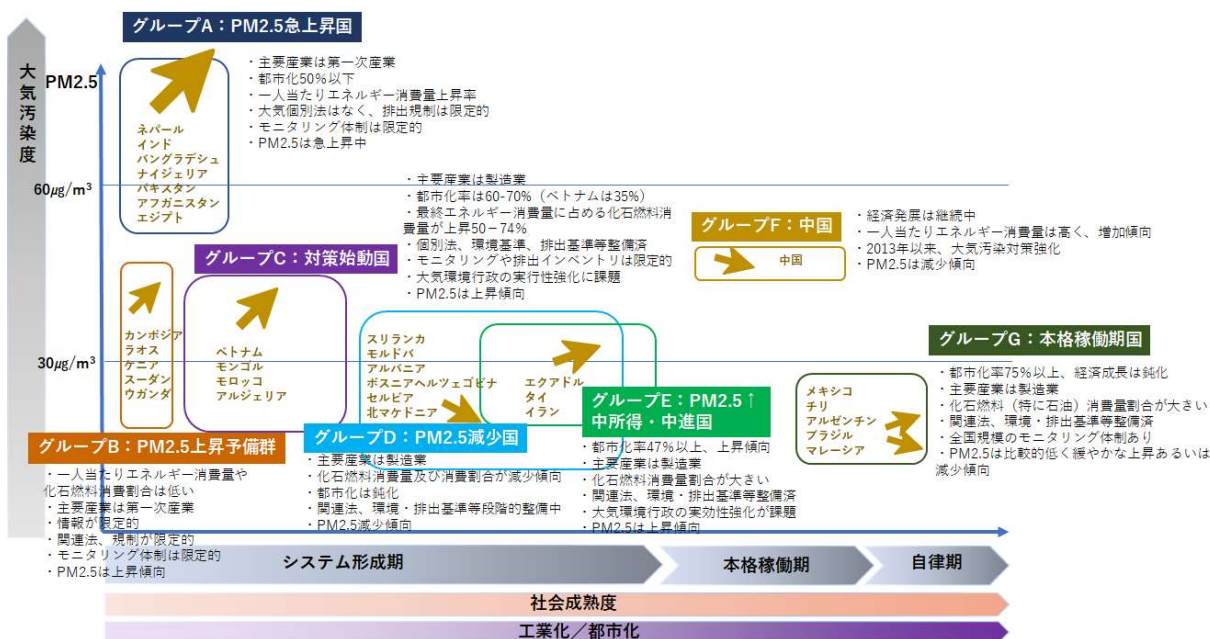 グループA：PM2.5急上昇国
大気汚染度
PM2.5
・主要産業は第一次産業
・都市化50%以下
・一人当たりエネルギー消費量上昇率
・大気個別法はなく、排出規制は限定的
・モニタリング体制は限定的
・PM2.5は急上昇中
ネパール
インド
バングラデシュ
ナイジェリア
パキスタン
アフガニスタン
エジプト
60μg/m³
・主要産業は製造業
・都市化率は60-70%（ベトナムは35%）
・最終エネルギー消費量に占める化石燃料消
費量が上昇50－74%
・個別法、環境基準、排出基準等整備済
・モニタリングや排出インベントリは限定的
・大気環境行政の実行性強化に課題
・PM2.5は上昇傾向
グループF：中国
中国
・経済発展は継続中
・一人当たりエネルギー消費量は高く、増加傾向
・2013年以来、大気汚染対策強化
・PM2.5は減少傾向
グループC：対策始動国
カンボジア
ラオス
ケニア
スーダン
ウガンダ
30μg/m³
ベトナム
モンゴル
モロッコ
アルジェリア
スリランカ
モルドバ
アルバニア
ボスニアヘルツェゴビナ
セルビア
北マケドニア
エクアドル
タイ
イラン
メキシコ
チリ
アルゼンチン
ブラジル
マレーシア
グループG：本格稼働期国
・都市化率75%以上、経済成長は鈍化
・主要産業は製造業
・化石燃料（特に石油）消費量割合が大きい
・関連法、環境・排出基準等整備済
・全国規模のモニタリング体制あり
・PM2.5は比較的低く緩やかな上昇あるいは
減少傾向
グループB：PM2.5上昇予備群
・一人当たりエネルギー消費量や
化石燃料消費割合は低い
・主要産業は第一次産業
・情報が限定的
・関連法、規制が限定的
・モニタリング体制は限定的
・PM2.5は上昇傾向
グループD：PM2.5減少国
・主要産業は製造業
・化石燃料消費量及び消費割合が減少傾向
・都市化は鈍化
・関連法、環境・排出基準等段階的整備中
・PM2.5減少傾向
グループE：PM2.5↑
中所得・中進国
・都市化率47%以上、上昇傾向
・主要産業は製造業
・化石燃料消費量割合が大きい
・関連法、環境・排出基準等整備済
・大気環境行政の実効性強化が課題
・PM2.5は上昇傾向
システム形成期
本格稼働期
自律期
社会成熟度
工業化／都市化